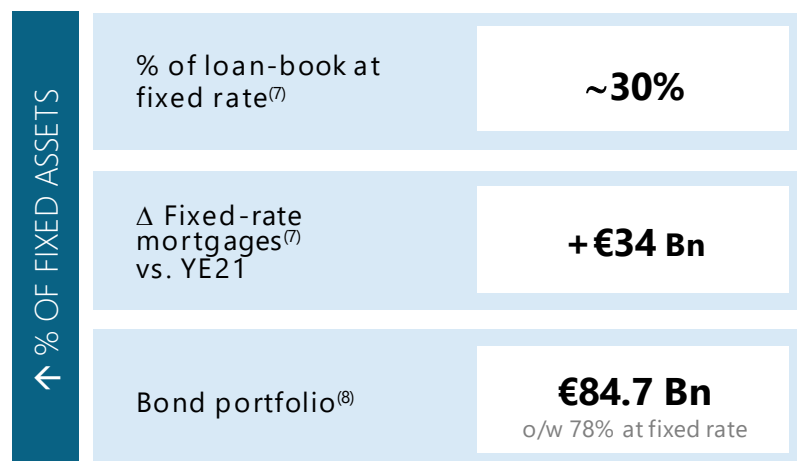 ↑ % OF FIXED ASSETS
% of loan-book at
fixed rate(7)
~30%
Δ Fixed-rate
mortgages(7)
vs. YE21
+€34 Bn
Bond portfolio(8)
€84.7 Bn
o/w 78% at fixed rate